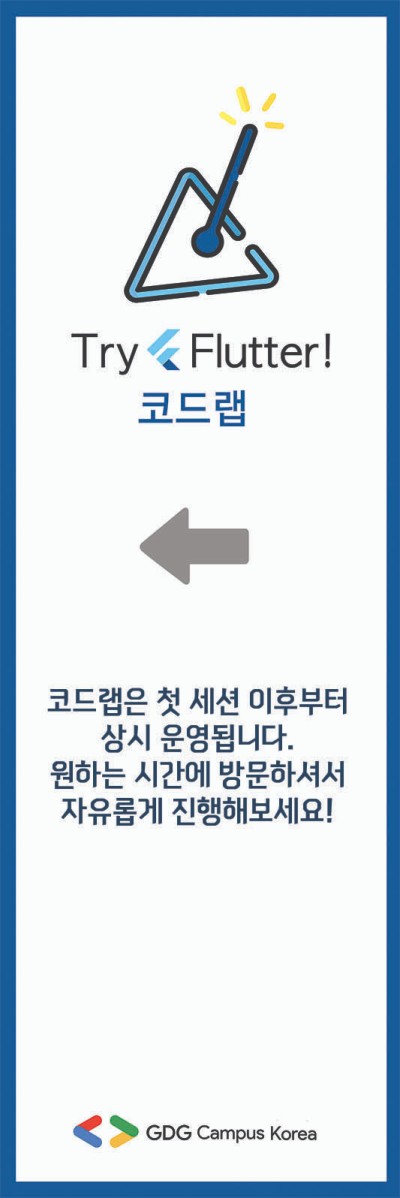 Try Flutter!
코드랩
코드랩은 첫 세션 이후부터
상시 운영됩니다.
원하는 시간에 방문하셔서
자유롭게 진행해보세요!
GDG Campus Korea